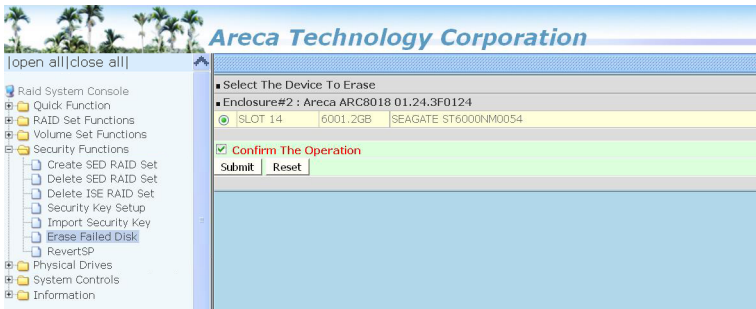 Areca Technology Corporation
|open all|close all|
Raid System Console
Quick Function
RAID Set Functions
Volume Set Functions
Security Functions
Create SED RAID Set
Delete SED RAID Set
Delete ISE RAID Set
Security Key Setup
Import Security Key
Erase Failed Disk
RevertSP
Physical Drives
System Controls
Information
Select The Device To Erase
Enclosure#2 : Areca ARC8018 01.24.3F0124
SLOT 14 6001.2GB SEAGATE ST6000NM0054
Confirm The Operation
Submit Reset